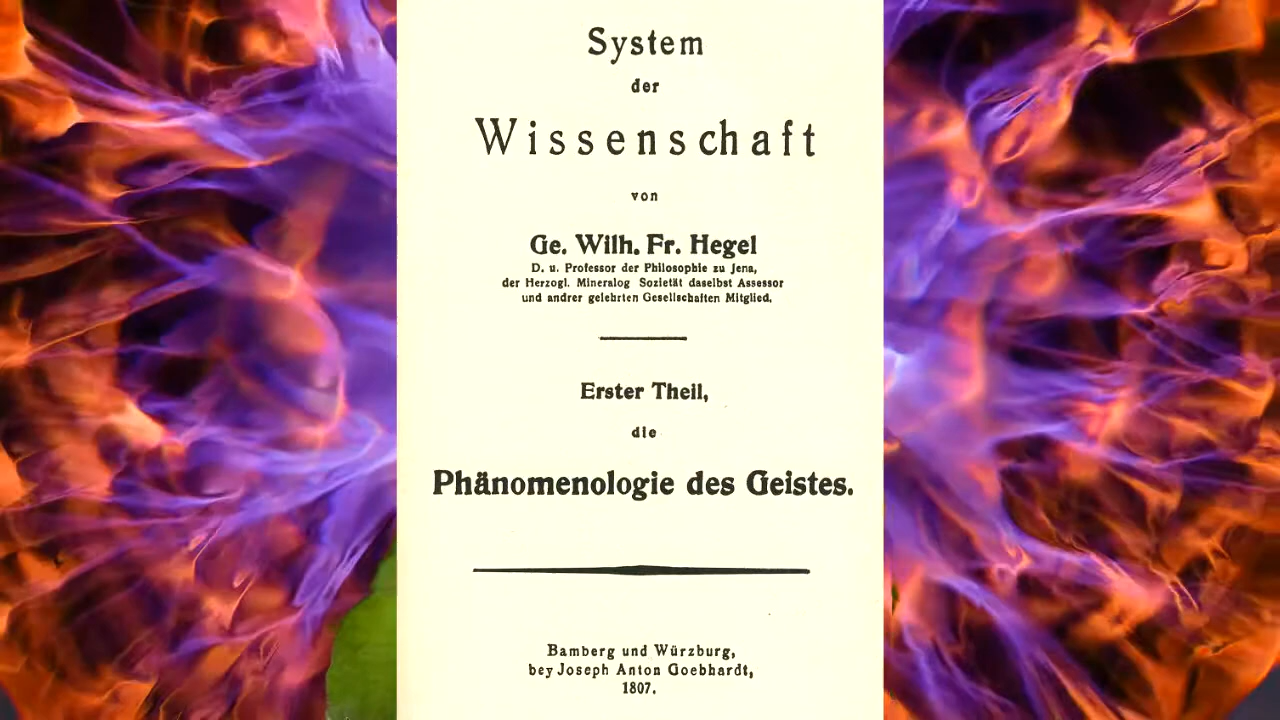 System
der
Wissenschaft
von
Ge. Wilh. Fr. Hegel
D. u. Professor der Philosophie zu Jena,
der Herzogl. Mineralog Sozietät daselbst Assessor
und andrer gelehrten Gesellschaften Mitglied.
Erster Theil,
die
Phänomenologie des Geistes.
Bamberg und Würzburg,
bey Joseph Anton Goebhardt,
1807.